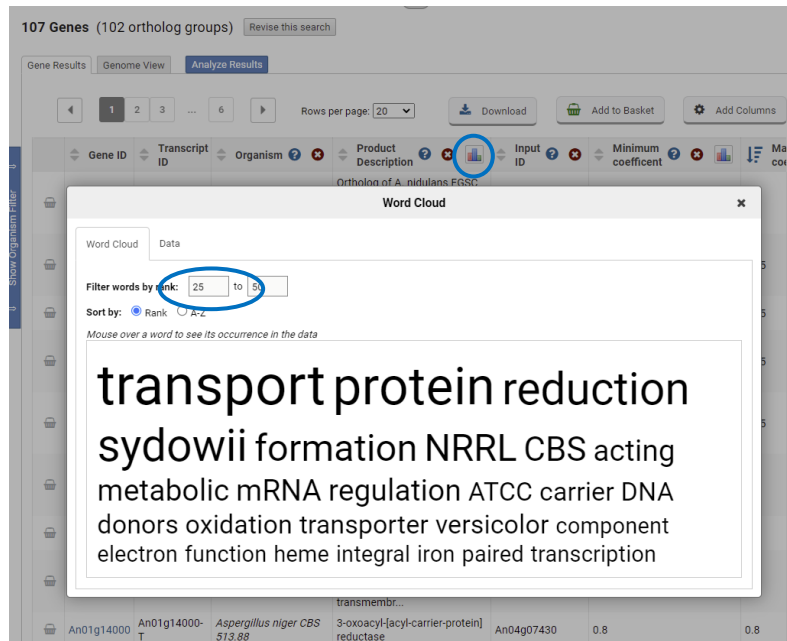 107 Genes (102 ortholog groups) Revise this search
Gene Results Genome View Analyze Results
1 2 3 ... 6 Rows per page: 20 Download Add to Basket Add Columns
Gene ID Transcript ID Organism Product Description Input ID Minimum coefficent
Show Organism Filter
Ortholog of A. nidulans FGSC
Word Cloud
Word Cloud Data
Filter words by rank: 25 to 50
Sort by: Rank A-Z
Mouse over a word to see its occurrence in the data
transport protein reduction
sydowii formation NRRL CBS acting
metabolic mRNA regulation ATCC carrier DNA
donors oxidation transporter versicolor component
electron function heme integral iron paired transcription
transmembr...
An01g14000 An01g14000-T Aspergillus niger CBS 513.88 3-oxoacyl-[acyl-carrier-protein] reductase An04g07430 0.8 0.8